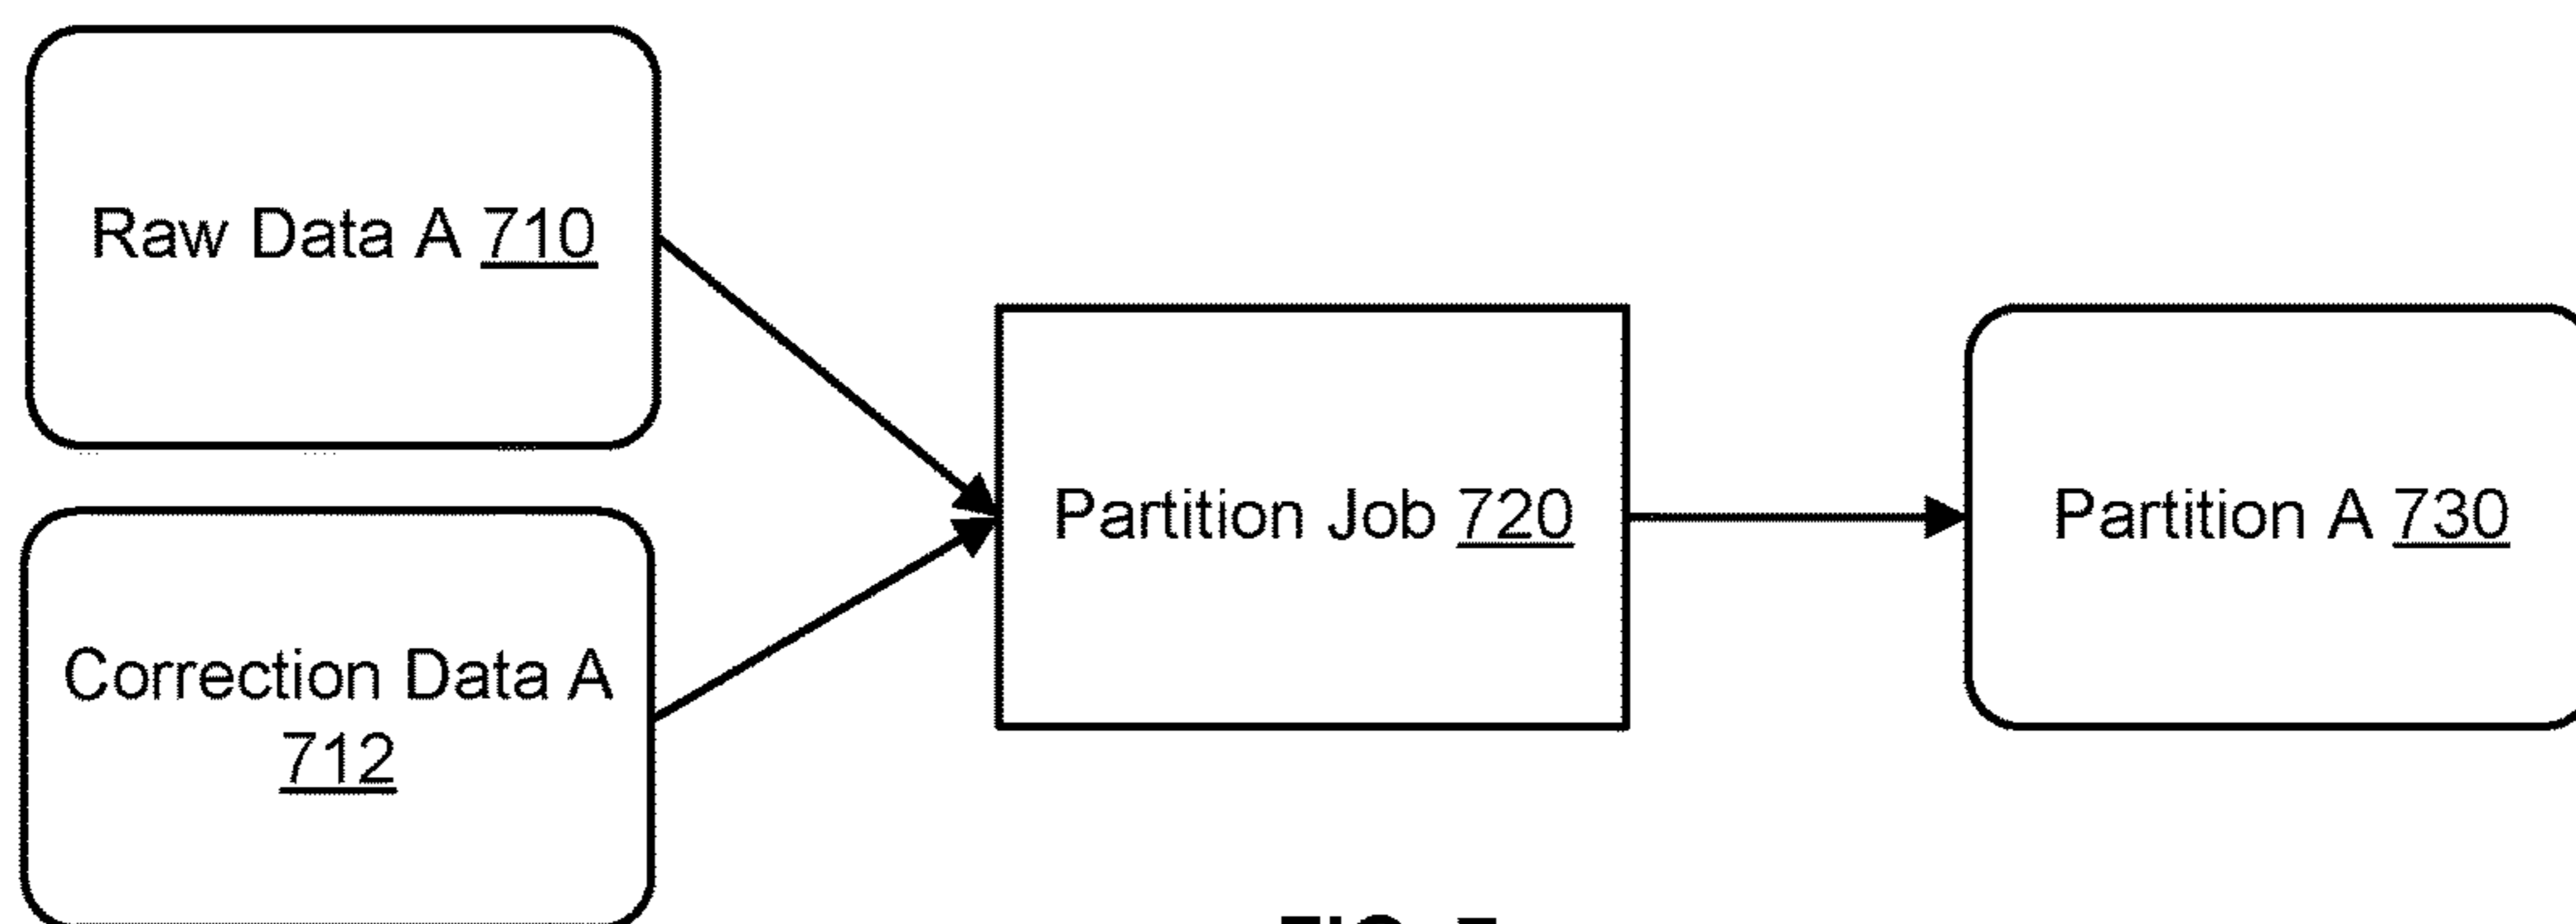 Raw Data A 710
Partition Job 720
Partition A 730
Correction Data A
712